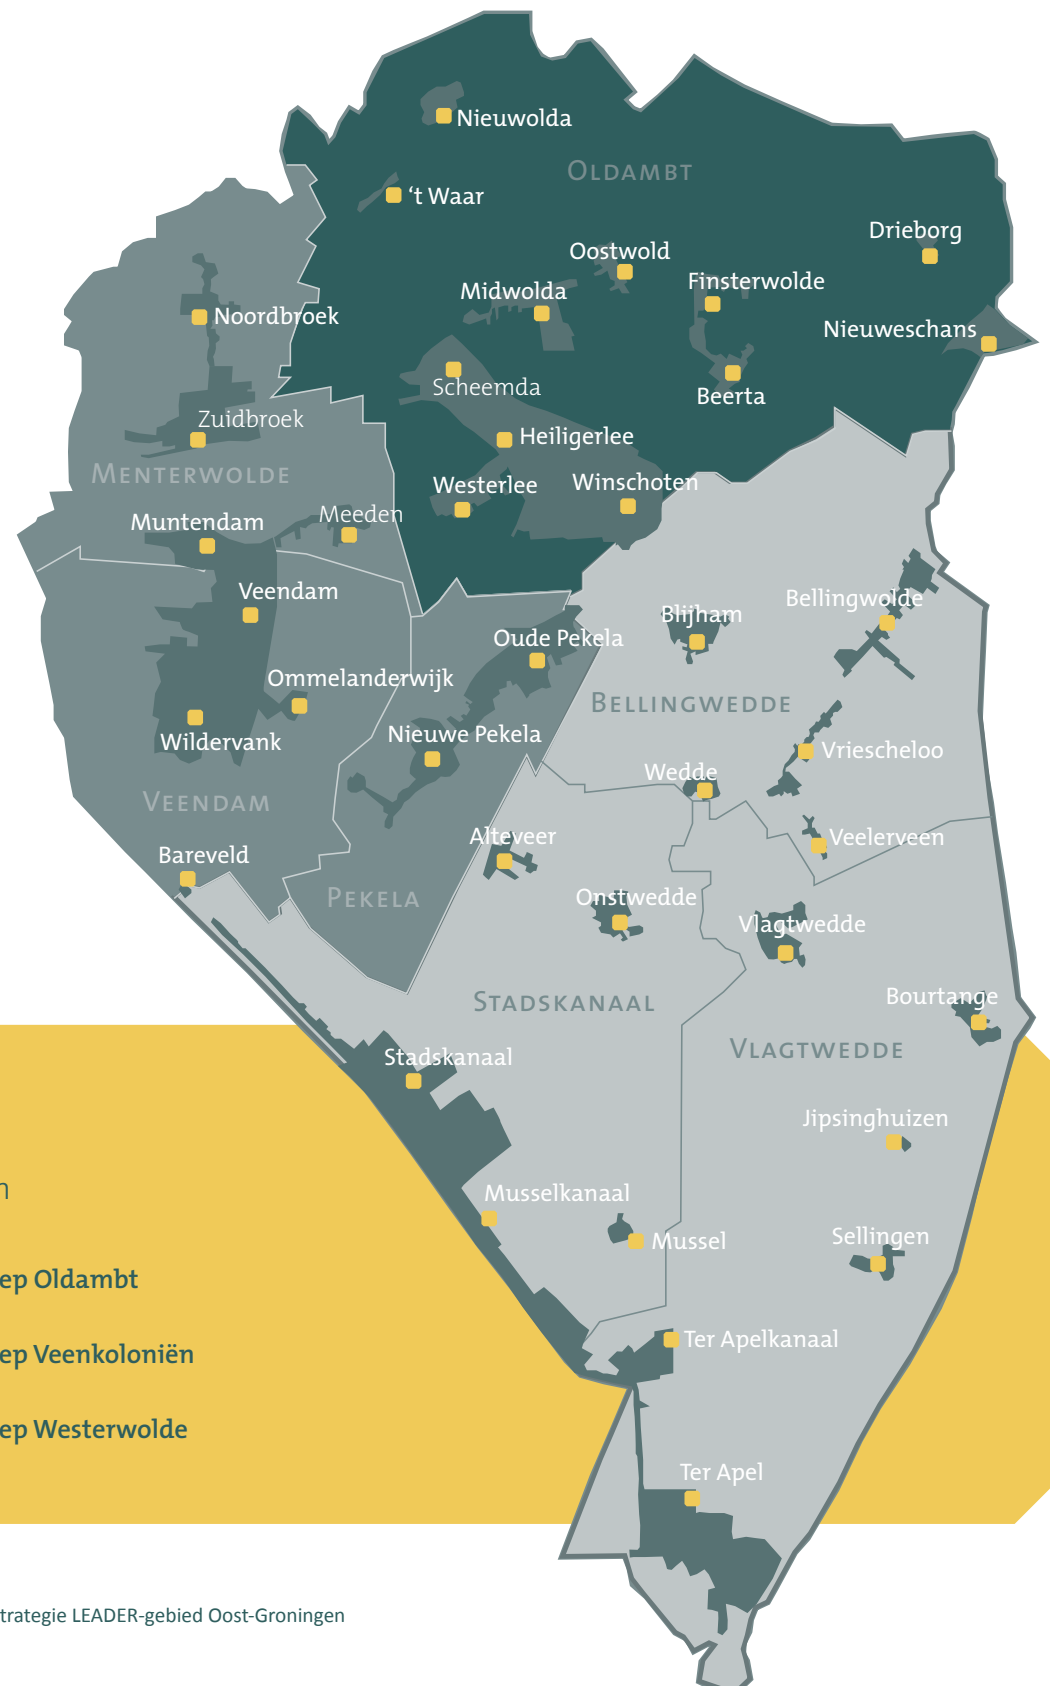 Nieuwolda
OLDAMBT
‘t Waar
Drieborg
Oostwold
Finsterwolde
Midwolda
Noordbroek
Nieuweschans
Scheemda
Beerta
Zuidbroek
Heiligerlee
MENTERWOLDE
Westerlee
Winschoten
Meeden
Muntendam
Veendam
Bellingwolde
Blijham
Oude Pekela
Ommelanderwijk
BELLINGWEDDE
Nieuwe Pekela
Wildervank
Vriescheloo
Wedde
VEENDAM
Alteveer
Veelerveen
Bareveld
PEKELA
Onstwedde
Vlagtwedde
Bourtange
STADSKANAAL
VLAGTWEDDE
Stadskanaal
Jipsinghuizen
Musselkanaal
Mussel
Sellingen
ep Oldambt
Ter Apelkanaal
ep Veenkoloniën
ep Westerwolde
Ter Apel
trategie LEADER-gebied Oost-Groningen